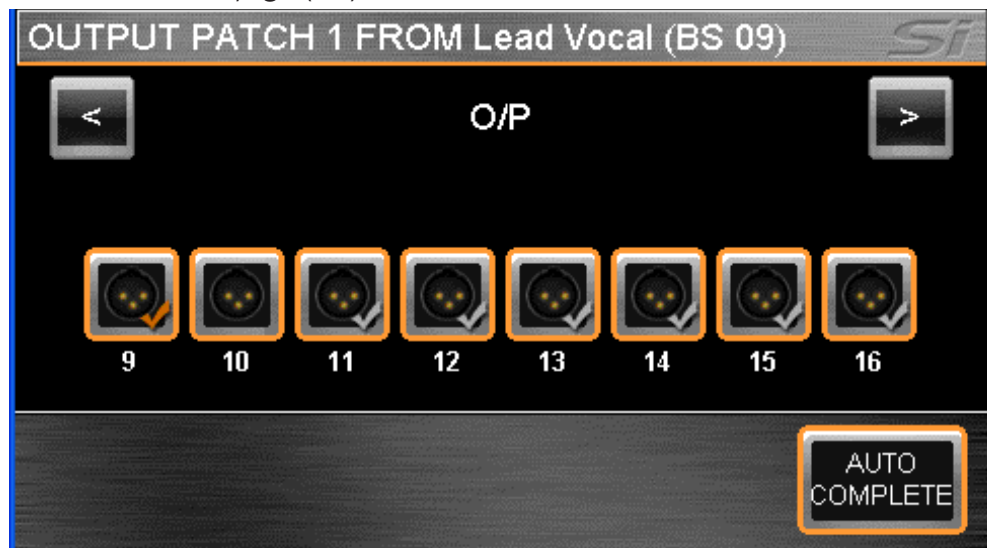 OUTPUT PATCH 1 FROM Lead Vocal (BS 09)
Si
<
O/P
>
9 10 11 12 13 14 15 16
AUTO
COMPLETE